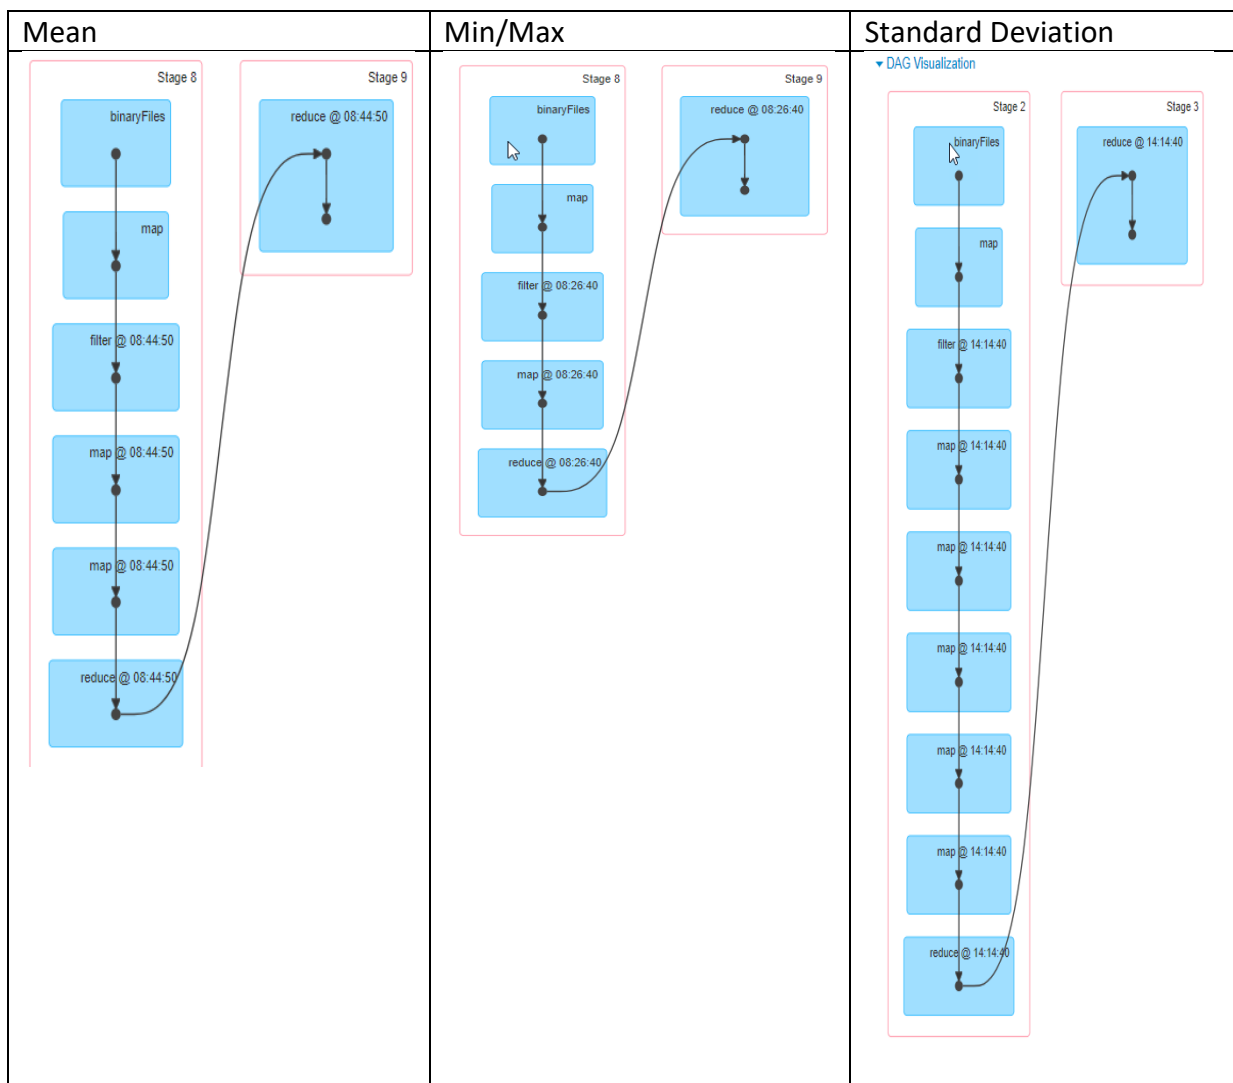 Mean
Stage 8
binaryFiles
map
filter @ 08:44:50
map @ 08:44:50
map @ 08:44:50
reduce @ 08:44:50
Stage 9
reduce @ 08:44:50
Min/Max
Stage 8
binaryFiles
map
filter @ 08:26:40
map @ 08:26:40
reduce @ 08:26:40
Stage 9
reduce @ 08:26:40
Standard Deviation
DAG Visualization
Stage 2
binaryFiles
map
filter @ 14:14:40
map @ 14:14:40
map @ 14:14:40
map @ 14:14:40
map @ 14:14:40
map @ 14:14:40
reduce @ 14:14:40
Stage 3
reduce @ 14:14:40